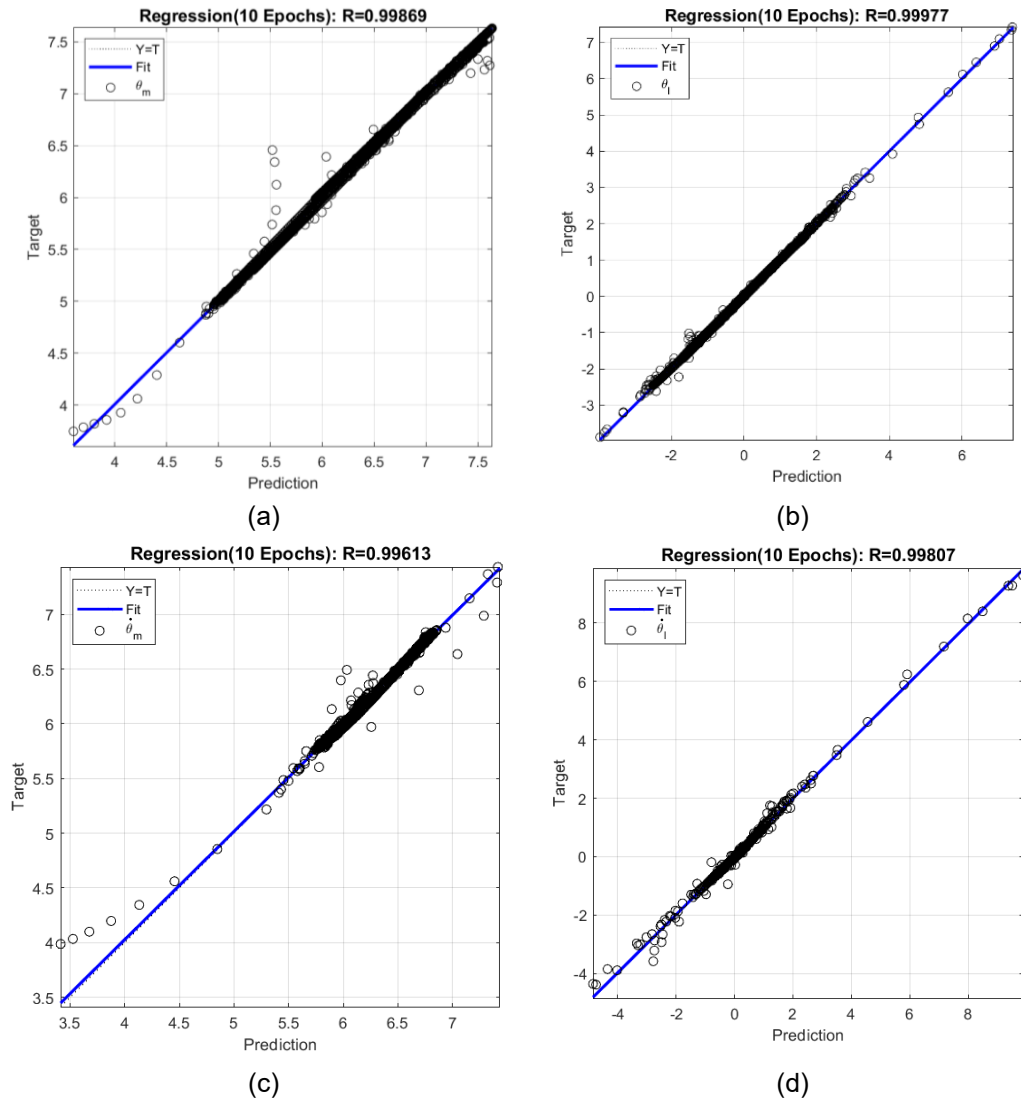 Regression(10 Epochs): R=0.99869
Y=T
Fit
θ_m
Target
7.5
7
6.5
6
5.5
5
4.5
4
4 4.5 5 5.5 6 6.5 7 7.5
Prediction
(a)
Regression(10 Epochs): R=0.99977
Y=T
Fit
θ_l
Target
7
6
5
4
3
2
1
0
-1
-2
-3
-2 0 2 4 6
Prediction
(b)
Regression(10 Epochs): R=0.99613
Y=T
Fit
θ̇_m
Target
7
6.5
6
5.5
5
4.5
4
3.5
3.5 4 4.5 5 5.5 6 6.5 7
Prediction
(c)
Regression(10 Epochs): R=0.99807
Y=T
Fit
θ̇_l
Target
8
6
4
2
0
-2
-4
-4 -2 0 2 4 6 8
Prediction
(d)